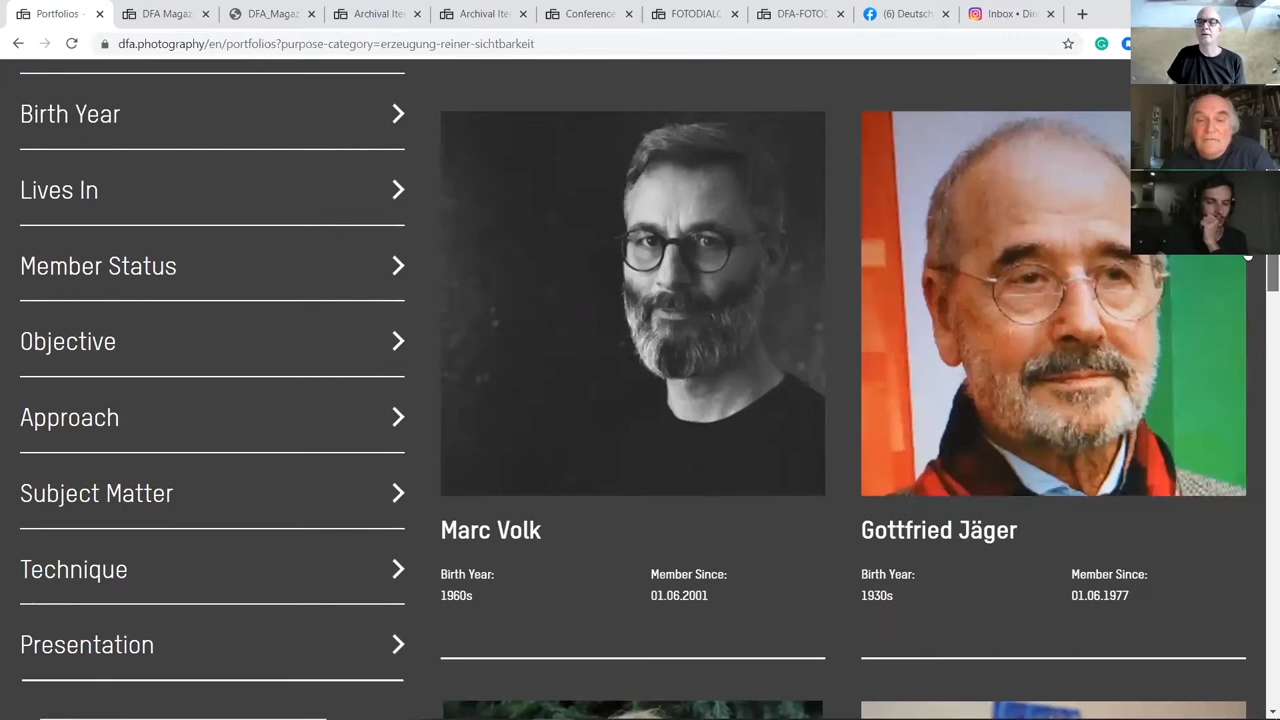 Portfolios -
DFA Magaz
DFA_Magaz
Archival Ite
Archival Ite
Conference
FOTODIALO
DFA-FOTO
(6) Deutsch
Inbox • Dire
dfa.photography/en/portfolios?purpose-category=erzeugung-reiner-sichtbarkeit
Birth Year
Lives In
Member Status
Objective
Approach
Subject Matter
Technique
Presentation
Marc Volk
Birth Year:
Member Since:
1960s
01.06.2001
Gottfried Jäger
Birth Year:
Member Since:
1930s
01.06.1977